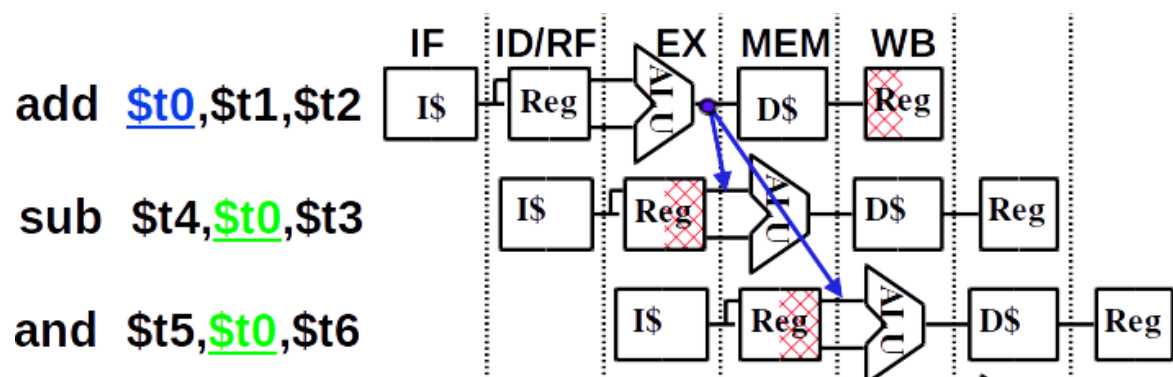 IF ID/RF EX MEM WB
add $t0,$t1,$t2 I$ Reg ALU D$ Reg
sub $t4,$t0,$t3 I$ Reg ALU D$ Reg
and $t5,$t0,$t6 I$ Reg ALU D$ Reg